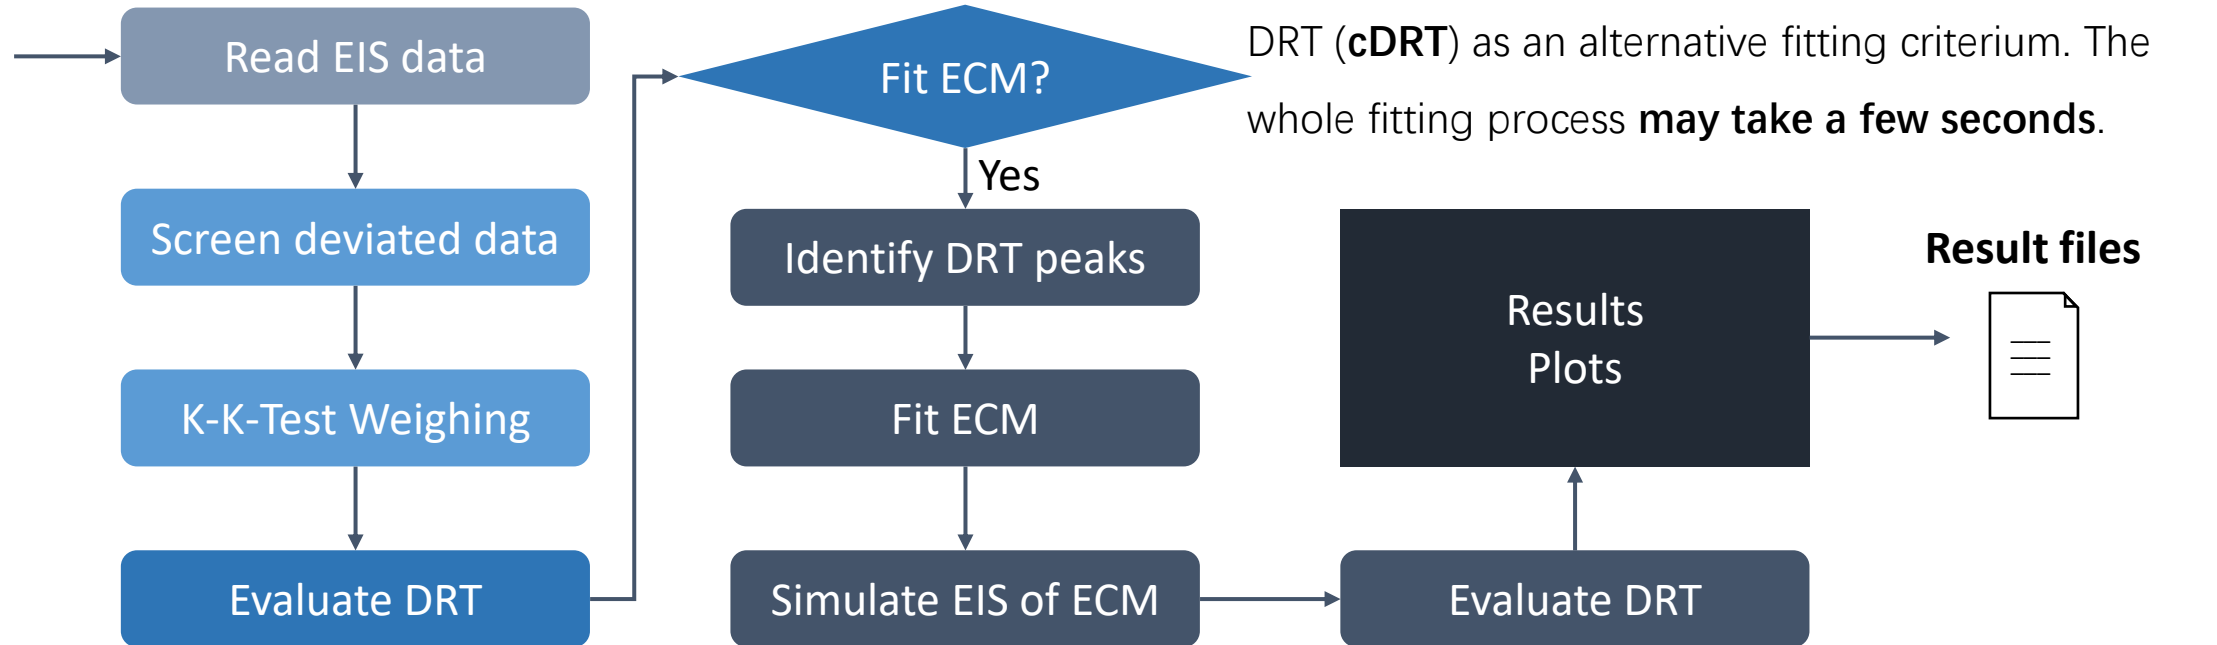 Read EIS data
Screen deviated data
K-K-Test Weighing
Evaluate DRT
Fit ECM?
Yes
Identify DRT peaks
Fit ECM
Simulate EIS of ECM
Evaluate DRT
Results
Plots
Result files
DRT (cDRT) as an alternative fitting criterium. The
whole fitting process may take a few seconds.